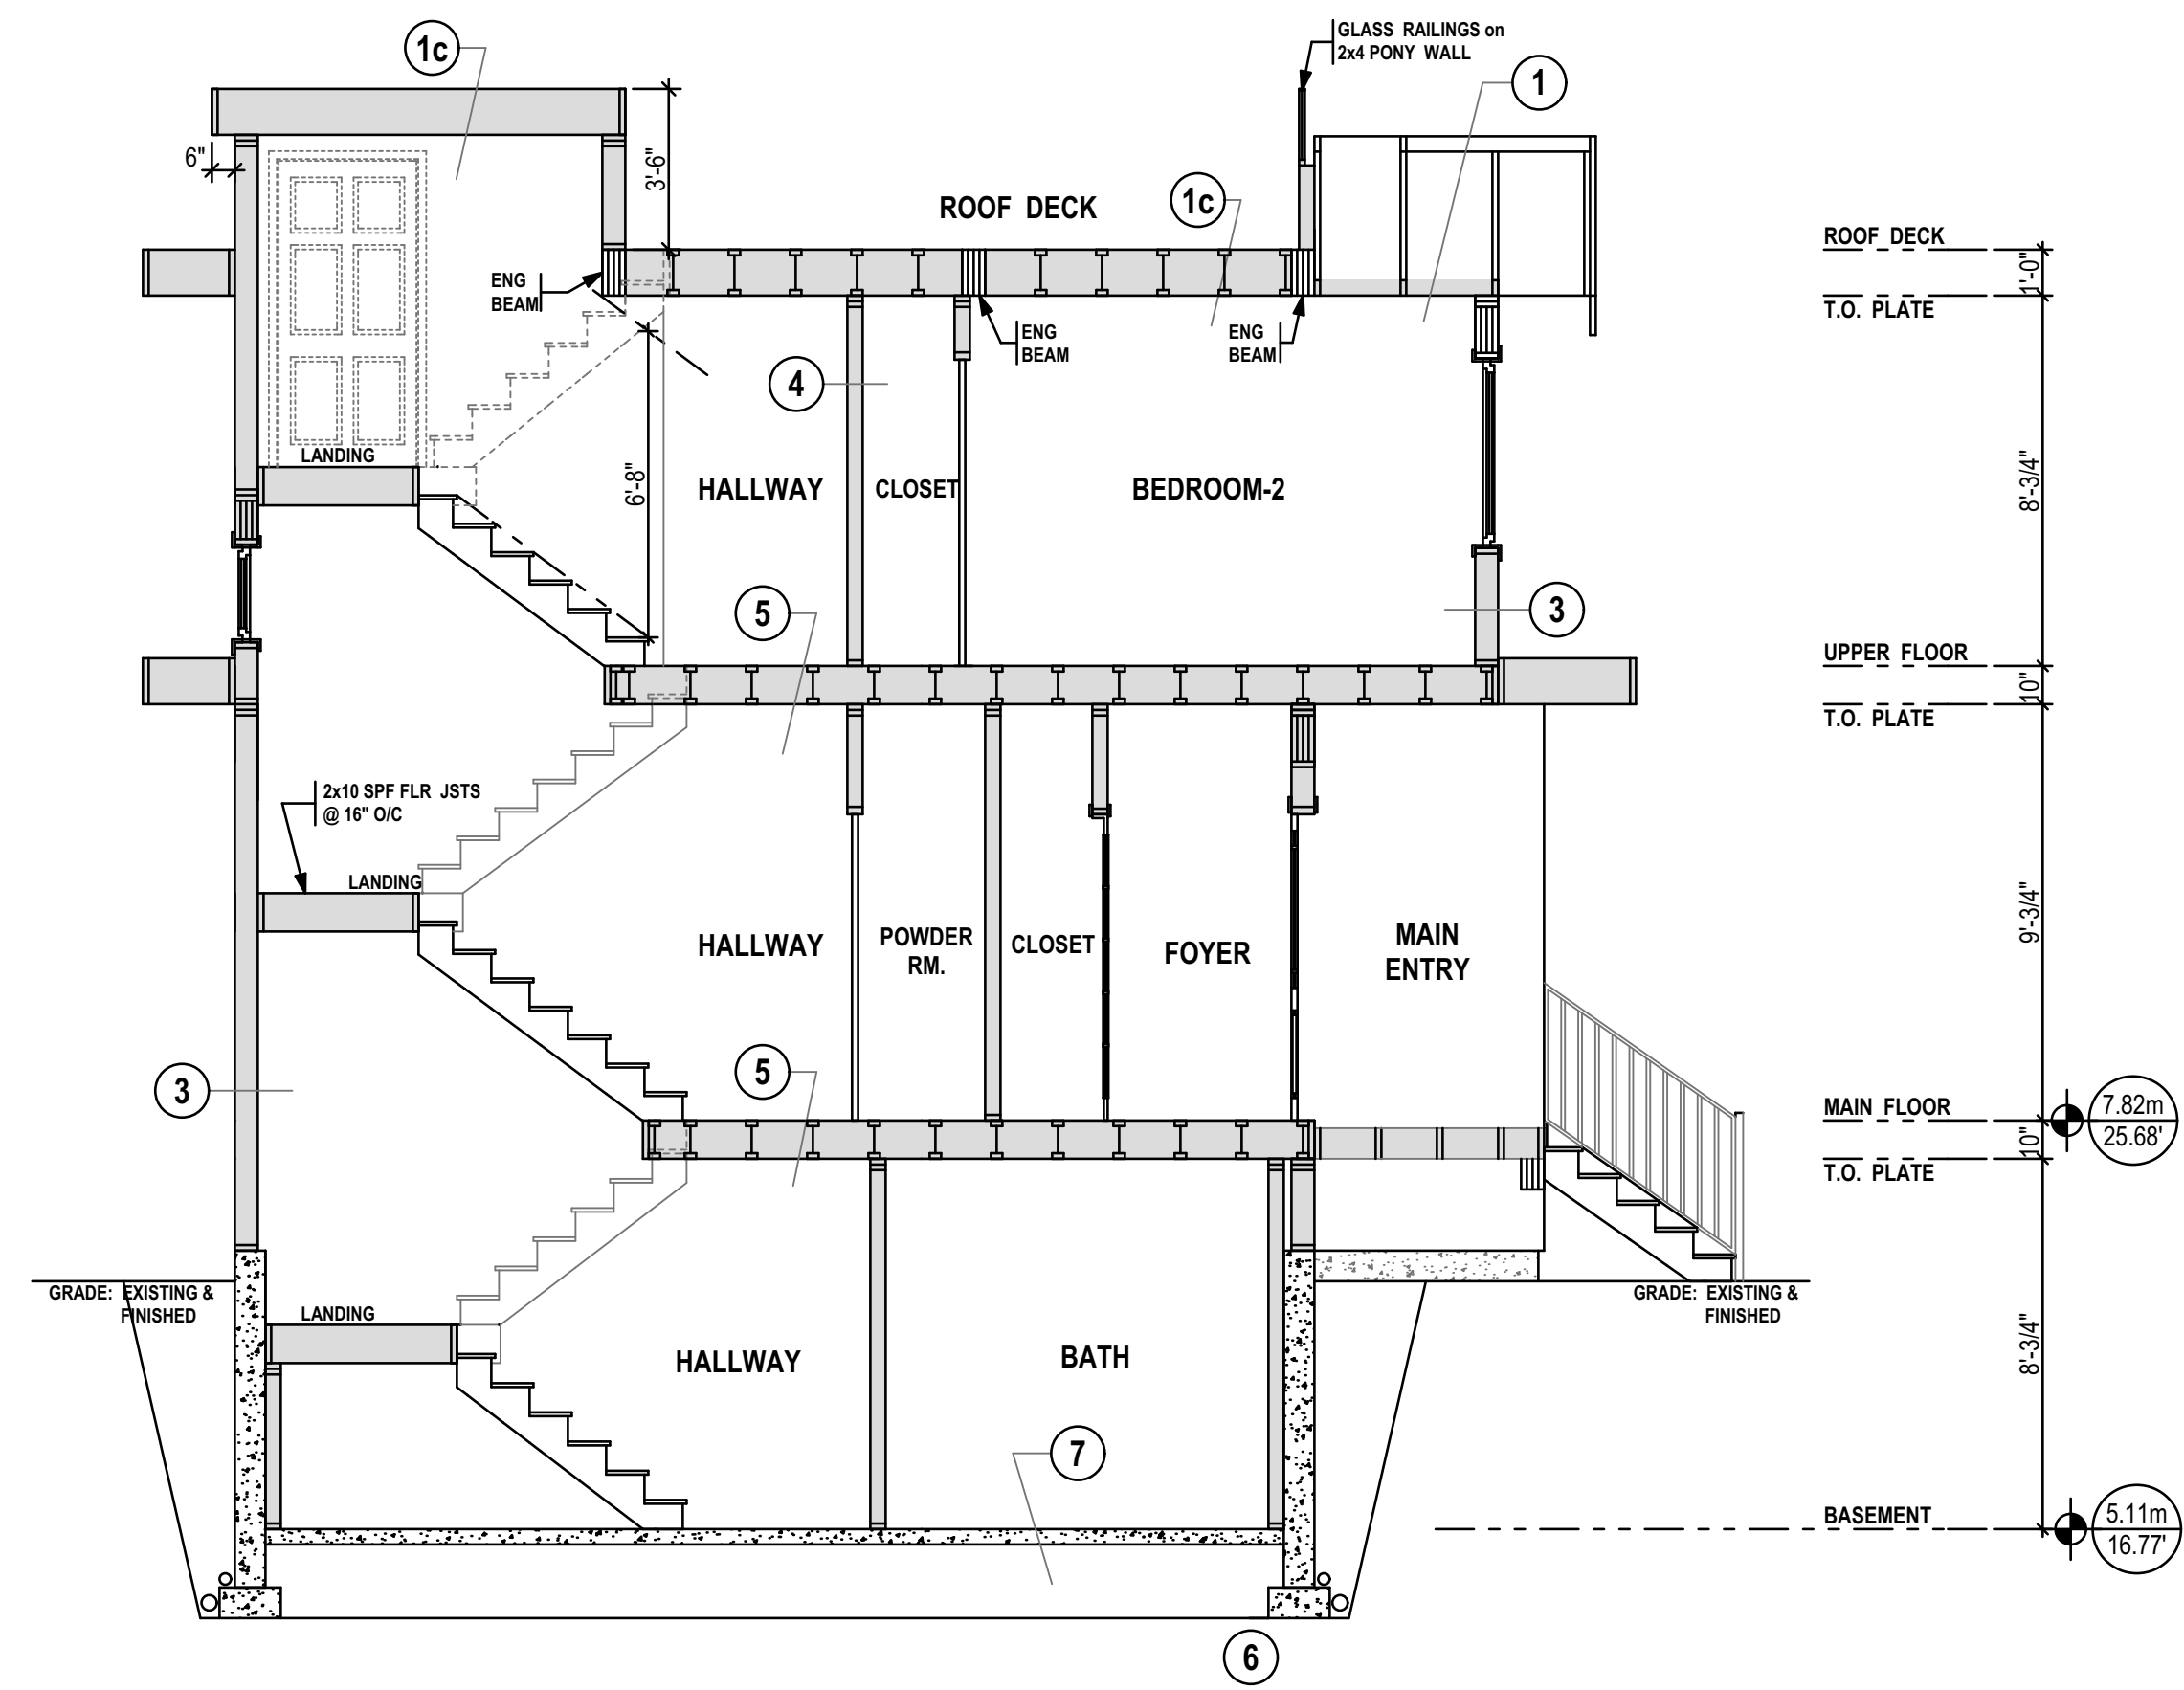 1c
GLASS RAILINGS on
2x4 PONY WALL
1
6"
3'-6"
ROOF DECK
1c
ROOF DECK
1'-0"
T.O. PLATE
ENG
BEAM
ENG
BEAM
ENG
BEAM
4
LANDING
6'-8"
HALLWAY
CLOSET
BEDROOM-2
8'-3/4"
5
3
UPPER FLOOR
10"
T.O. PLATE
2x10 SPF FLR JSTS
@ 16" O/C
LANDING
HALLWAY
POWDER
RM.
CLOSET
FOYER
MAIN
ENTRY
9'-3/4"
3
5
MAIN FLOOR
7.82m
25.68'
10"
T.O. PLATE
GRADE: EXISTING &
FINISHED
GRADE: EXISTING &
FINISHED
LANDING
HALLWAY
BATH
8'-3/4"
7
BASEMENT
5.11m
16.77'
6